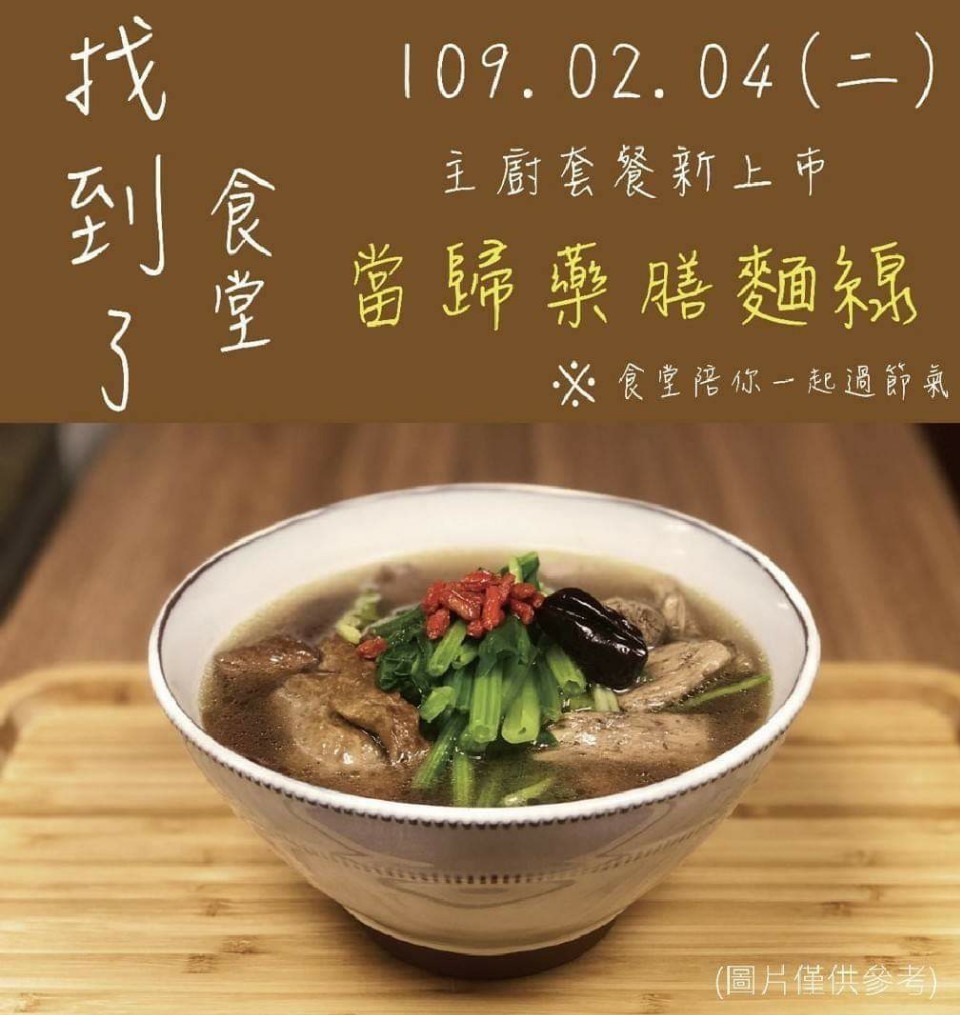 找到了
食堂
109.02.04(二)
主廚套餐新上市
當歸藥膳麵線
※食堂陪你一起過節氣
(圖片僅供參考)